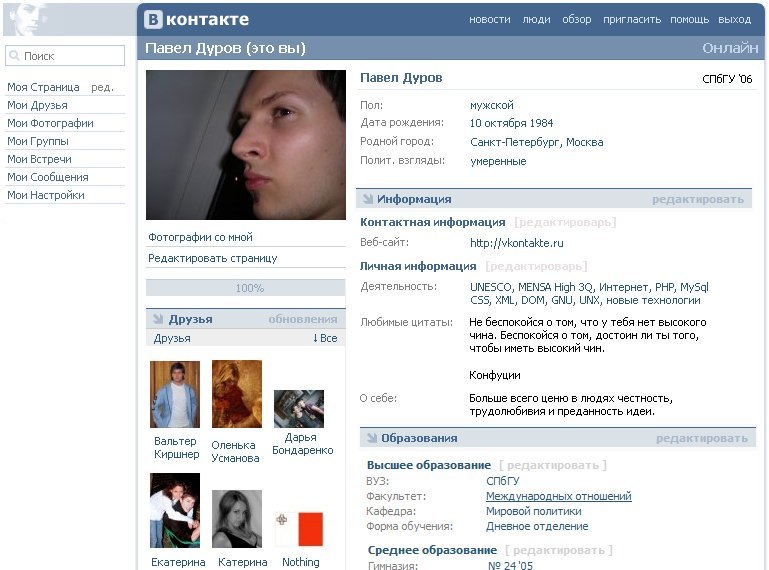 В контакте
новости люди обзор пригласить помощь выход
Павел Дуров (это вы) Онлайн
Поиск
Моя Страница ред.
Мои Друзья
Мои Фотографии
Мои Группы
Мои Встречи
Мои Сообщения
Мои Настройки
Фотографии со мной
Редактировать страницу
100%
Друзья обновления
Друзья ↓Все
Вальтер
Киршнер
Оленька
Усманова
Дарья
Бондаренко
Екатерина Катерина Nothing
Павел Дуров СПбГУ '06
Пол: мужской
Дата рождения: 10 октября 1984
Родной город: Санкт-Петербург, Москва
Полит. взгляды: умеренные
Информация редактировать
Контактная информация [редактироварь]
Веб-сайт: http://vkontakte.ru
Личная информация [редактироварь]
Деятельность: UNESCO, MENSA High 3Q, Интернет, PHP, MySql
CSS, XML, DOM, GNU, UNX, новые технологии
Любимые цитаты: Не беспокойся о том, что у тебя нет высокого
чина. Беспокойся о том, достоин ли ты того,
чтобы иметь высокий чин.
Конфуции
О себе: Больше всего ценю в людях честность,
трудолюбивия и преданность идеи.
Образования редактировать
Высшее образование [ редактировать ]
ВУЗ: СПбГУ
Факультет: Международных отношений
Кафедра: Мировой политики
Форма обучения: Дневное отделение
Среднее образование [ редактировать ]
Гимназия: № 24 '05